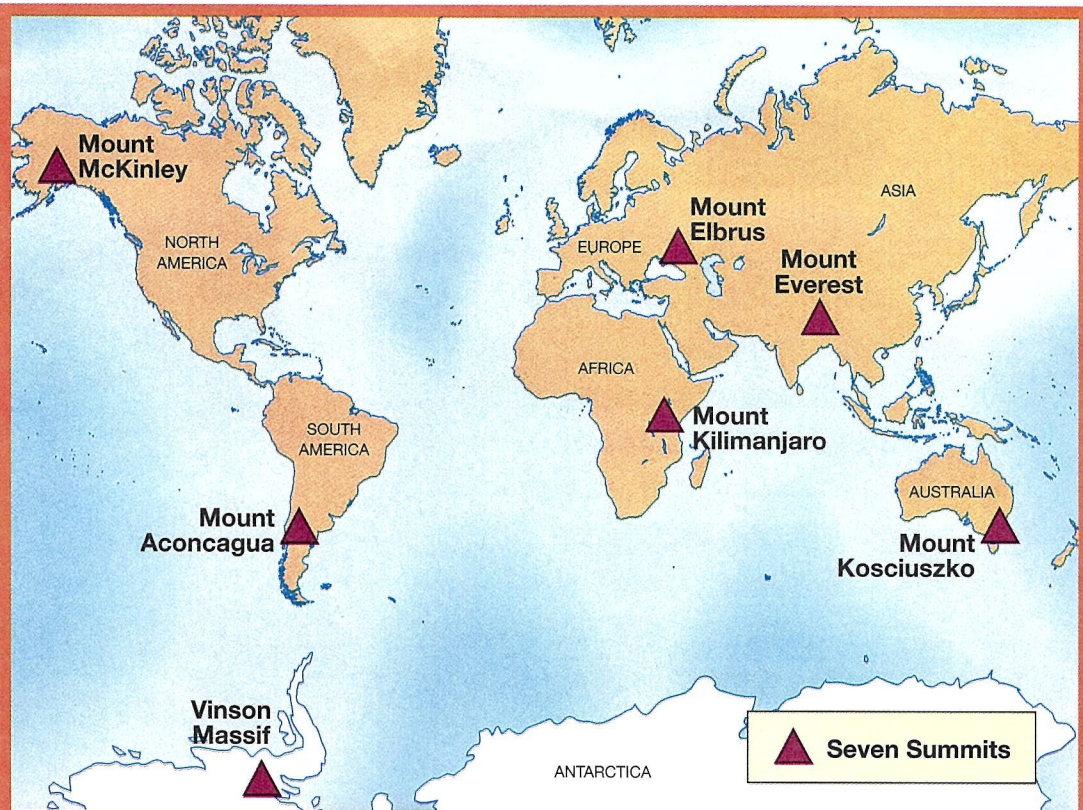 Mount
McKinley
NORTH
AMERICA
ASIA
Mount
Elbrus
EUROPE
Mount
Everest
AFRICA
Mount
Kilimanjaro
SOUTH
AMERICA
AUSTRALIA
Mount
Aconcagua
Mount
Kosciuszko
Vinson
Massif
Seven Summits
ANTARCTICA